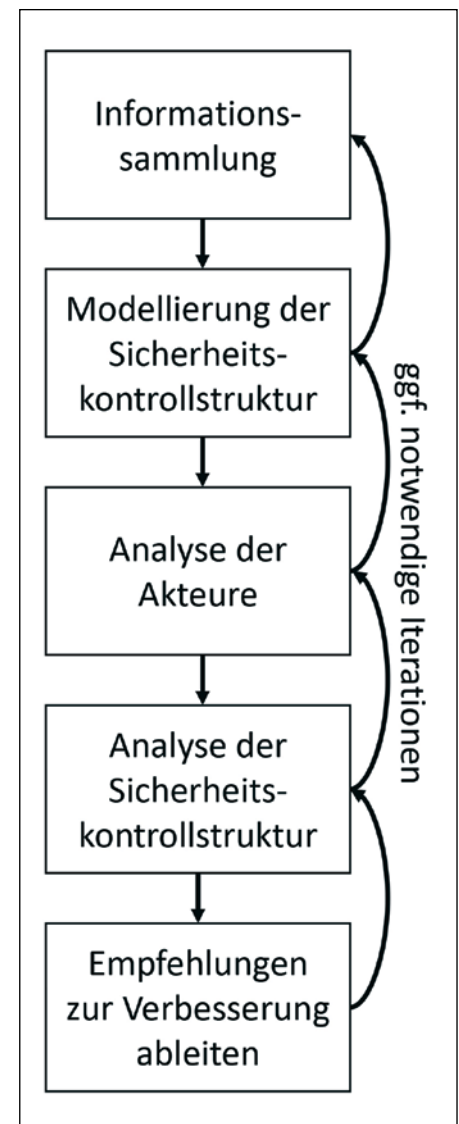 Informations-
sammlung
Modellierung der
Sicherheits-
kontrollstruktur
Analyse der
Akteure
Analyse der
Sicherheits-
kontrollstruktur
Empfehlungen
zur Verbesserung
ableiten
ggf. notwendige Iterationen